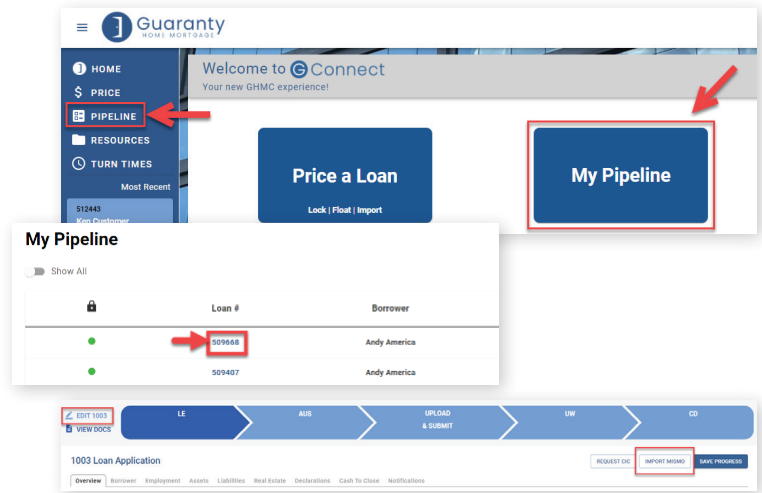 Guaranty
HOME MORTGAGE
HOME
PRICE
PIPELINE
RESOURCES
TURN TIMES
Most Recent
512443
Ken Customer
Welcome to G Connect
Your new GHMC experience!
Price a Loan
Lock | Float | Import
My Pipeline
My Pipeline
Show All
Loan #
Borrower
509668
Andy America
509407
Andy America
EDIT 1003
VIEW DOCS
LE
AUS
UPLOAD
& SUBMIT
UW
CD
1003 Loan Application
REQUEST CIC
IMPORT MISMO
SAVE PROGRESS
Overview Borrower Employment Assets Liabilities Real Estate Declarations Cash To Close Notifications